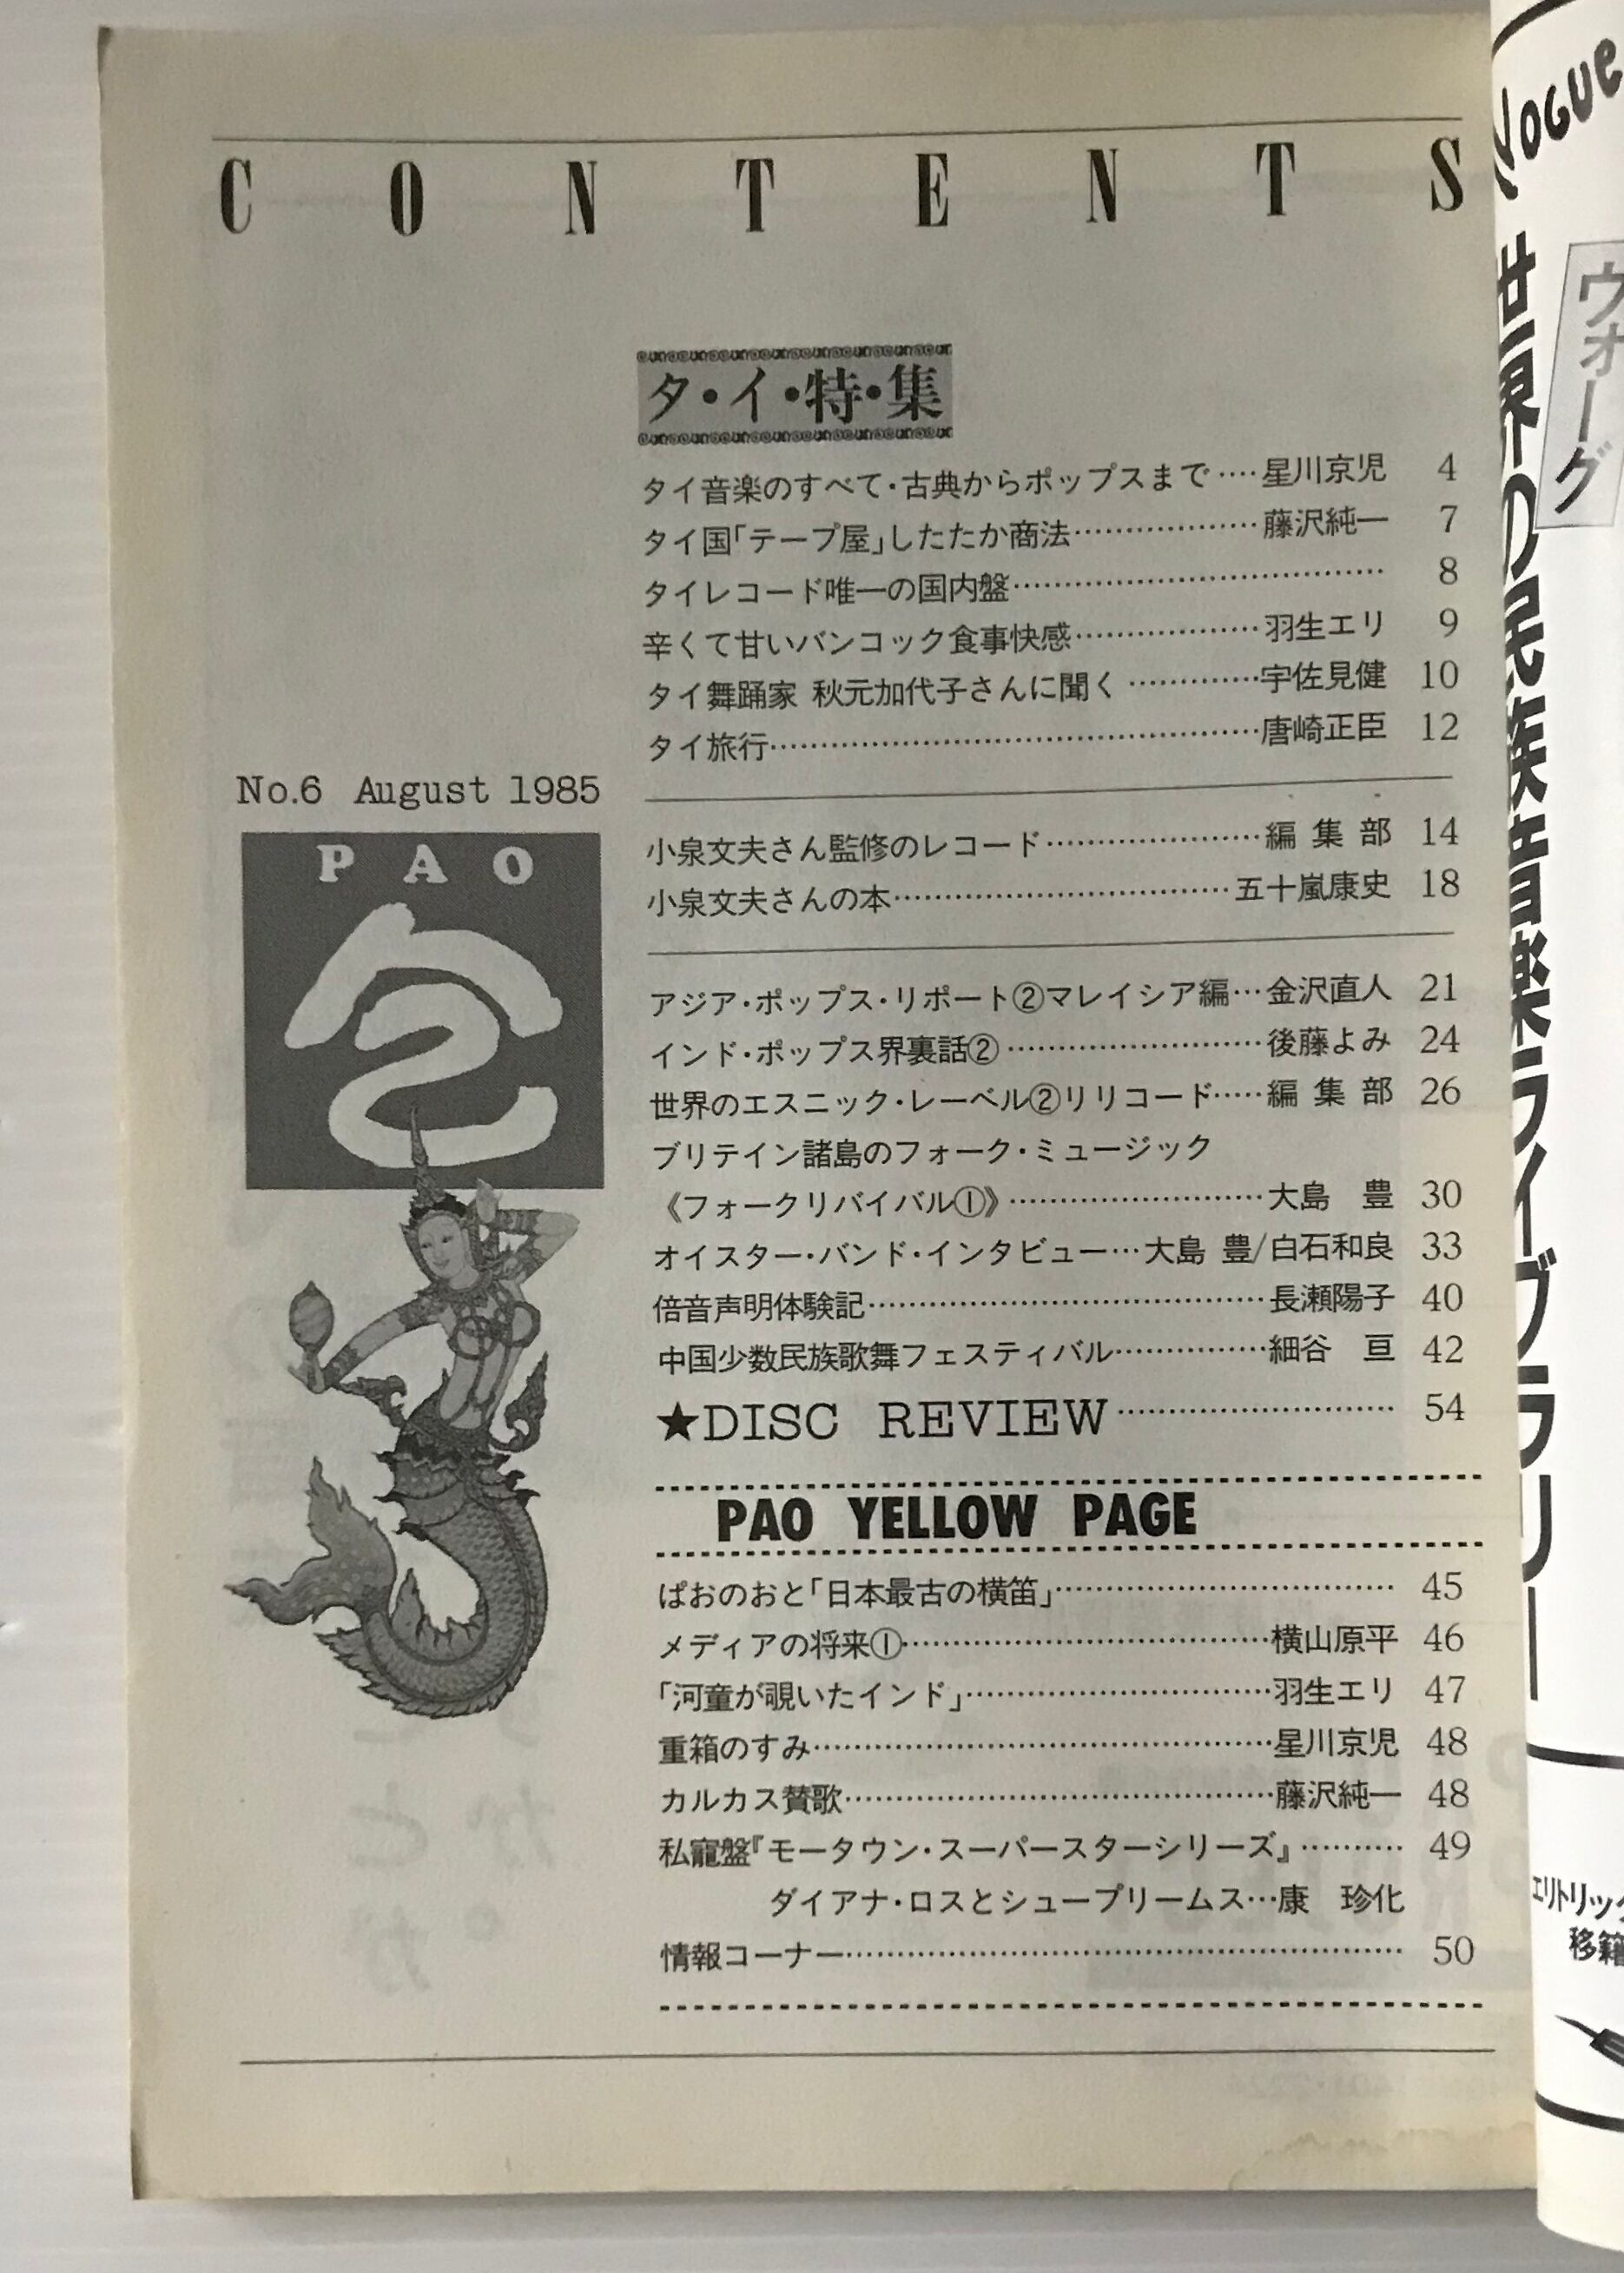 CONTENTS
タ・イ・特・集
タイ音楽のすべて・古典からポップスまで‥‥星川京児 4
タイ国「テープ屋」したたか商法………………藤沢純一 7
タイレコード唯一の国内盤………………………………… 8
辛くて甘いバンコック食事快感………………羽生エリ 9
タイ舞踊家 秋元加代子さんに聞く …………宇佐見健 10
タイ旅行…………………………………………唐崎正臣 12
No.6 August 1985
PAO
包
小泉文夫さん監修のレコード…………………編 集 部 14
小泉文夫さんの本……………………………五十嵐康史 18
アジア・ポップス・リポート②マレイシア編…金沢直人 21
インド・ポップス界裏話② ……………………後藤よみ 24
世界のエスニック・レーベル②リリコード……編 集 部 26
ブリテイン諸島のフォーク・ミュージック
《フォークリバイバル①》……………………大島 豊 30
オイスター・バンド・インタビュー…大島 豊/白石和良 33
倍音声明体験記…………………………………長瀬陽子 40
中国少数民族歌舞フェスティバル……………細谷 亘 42
★DISC REVIEW……………………… 54
PAO YELLOW PAGE
ぱおのおと「日本最古の横笛」…………………………… 45
メディアの将来①………………………………横山原平 46
「河童が覗いたインド」…………………………羽生エリ 47
重箱のすみ………………………………………星川京児 48
カルカス賛歌……………………………………藤沢純一 48
私寵盤『モータウン・スーパースターシリーズ』………… 49
ダイアナ・ロスとシュープリームス…康 珍化
情報コーナー………………………………………………… 50
Vogue
ウォーグ
世界の民族音楽ライブラリー
移籍